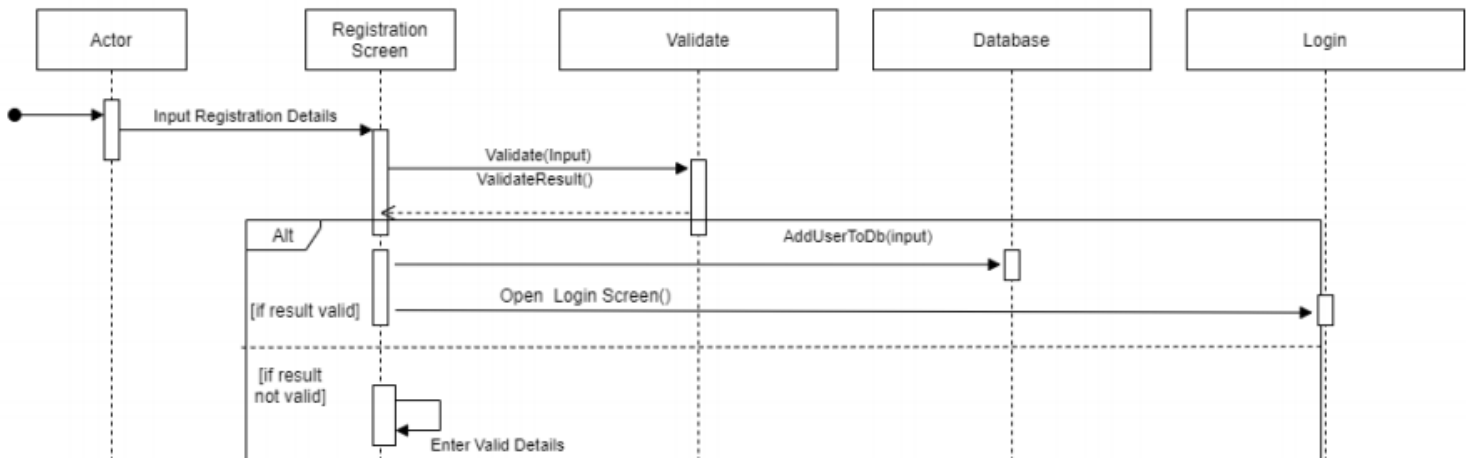 Actor
Registration
Screen
Validate
Database
Login
Input Registration Details
Validate(Input)
ValidateResult()
Alt
AddUserToDb(input)
Open  Login Screen()
[if result valid]
[if result
not valid]
Enter Valid Details